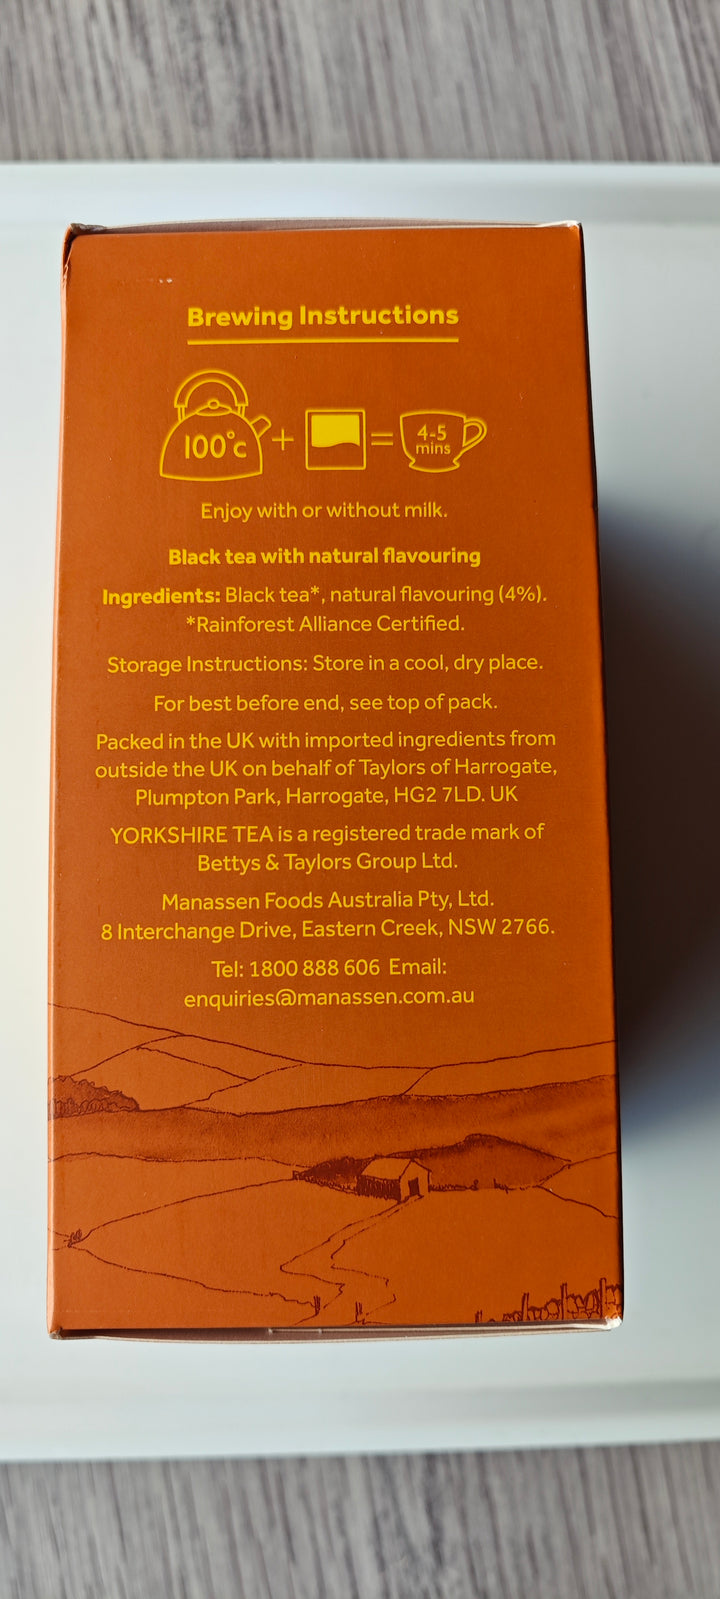 Brewing Instructions
100°c + = 4-5
mins
Enjoy with or without milk.
Black tea with natural flavouring
Ingredients: Black tea*, natural flavouring (4%).
*Rainforest Alliance Certified.
Storage Instructions: Store in a cool, dry place.
For best before end, see top of pack.
Packed in the UK with imported ingredients from
outside the UK on behalf of Taylors of Harrogate,
Plumpton Park, Harrogate, HG2 7LD. UK
YORKSHIRE TEA is a registered trade mark of
Bettys & Taylors Group Ltd.
Manassen Foods Australia Pty, Ltd.
8 Interchange Drive, Eastern Creek, NSW 2766.
Tel: 1800 888 606 Email:
enquiries@manassen.com.au